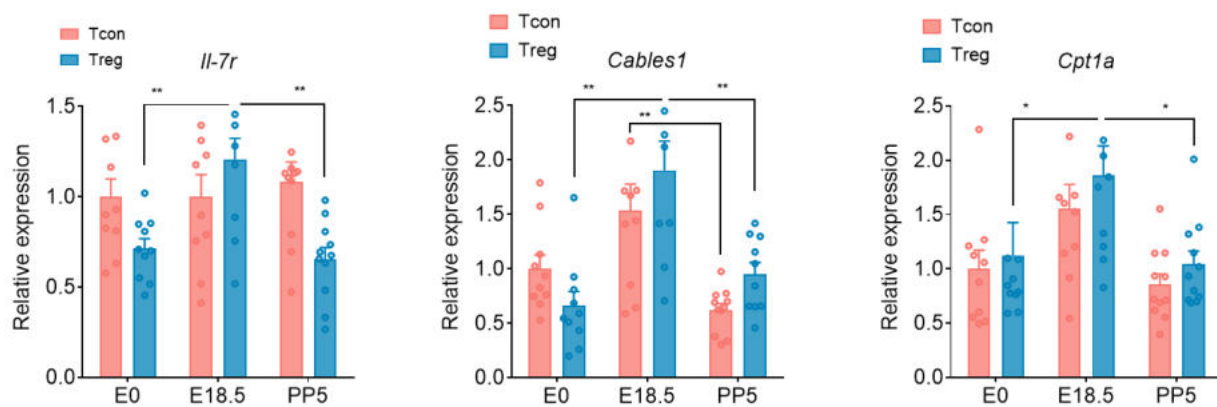 Tcon
Treg
Il-7r
**
**
Relative expression
1.5
1.0
0.5
0.0
E0
E18.5
PP5
Tcon
Treg
Cables1
**
**
**
Relative expression
2.5
2.0
1.5
1.0
0.5
0.0
E0
E18.5
PP5
Tcon
Treg
Cpt1a
*
*
Relative expression
2.5
2.0
1.5
1.0
0.5
0.0
E0
E18.5
PP5